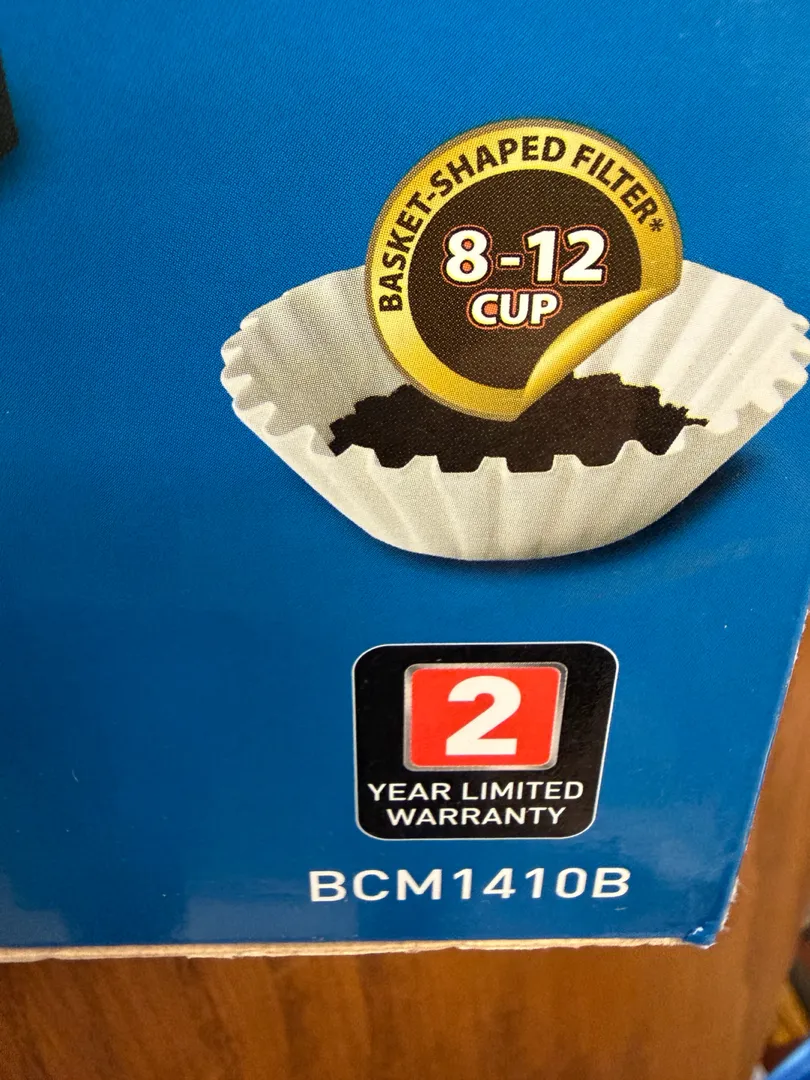 BASKET-SHAPED FILTER*
8-12
CUP
2
YEAR LIMITED
WARRANTY
BCM1410B